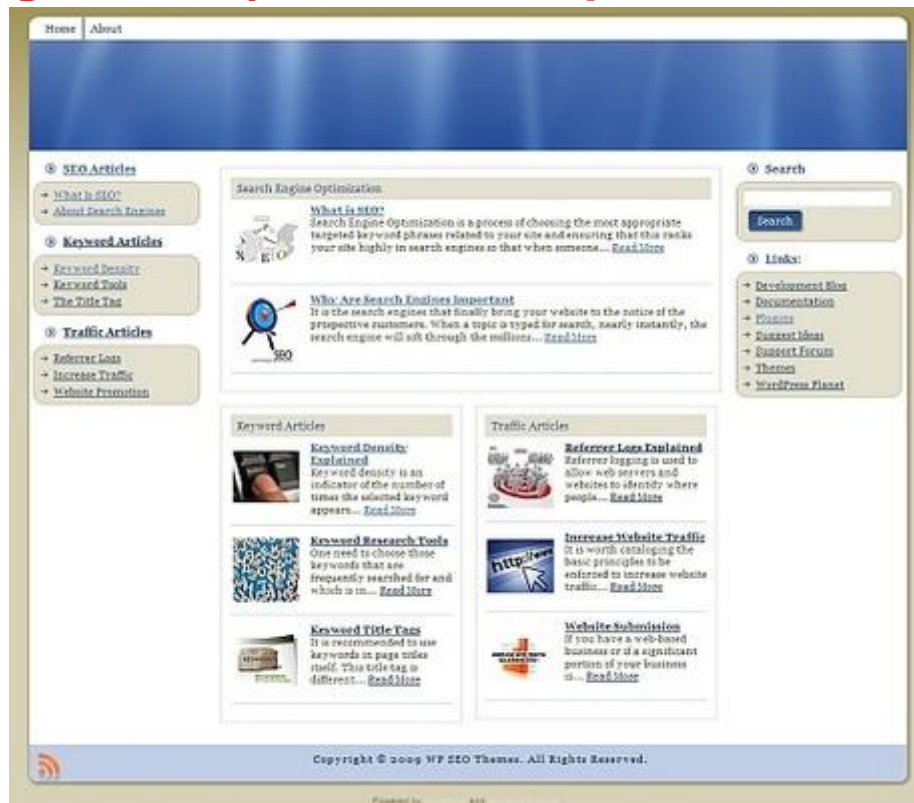 Home About
SEO Articles
What Is SEO?
About Search Engines
Keyword Articles
Keyword Density
Keyword Tools
The Title Tag
Traffic Articles
Referrer Logs
Increase Traffic
Website Promotion
Search Engine Optimization
What is SEO?
Search Engine Optimization is a process of choosing the most appropriate
targeted keyword phrases related to your site and ensuring that this ranks
your site highly in search engines so that when someone... Read More
Why Are Search Engines Important
It is the search engines that finally bring your website to the notice of the
prospective customers. When a topic is typed for search, nearly instantly, the
search engine will sift through the millions... Read More
SEO
Keyword Articles
Keyword Density
Explained
Keyword density is an
indicator of the number of
times the selected keyword
appears... Read More
Keyword Research Tools
One need to choose those
keywords that are
frequently searched for and
which is in... Read More
Keyword Title Tags
It is recommended to use
keywords in page titles
itself. This title tag is
different... Read More
Traffic Articles
Referrer Logs Explained
Referrer logging is used to
allow web servers and
websites to identify where
people... Read More
http://www
Increase Website Traffic
It is worth cataloging the
basic principles to be
enforced to increase website
traffic... Read More
Website Submission
If you have a web-based
business or if a significant
portion of your business
is... Read More
Search
Search
Links:
Development Blog
Documentation
Plugins
Suggest Ideas
Support Forum
Themes
WordPress Planet
Copyright © 2009 WP SEO Themes. All Rights Reserved.
Powered by